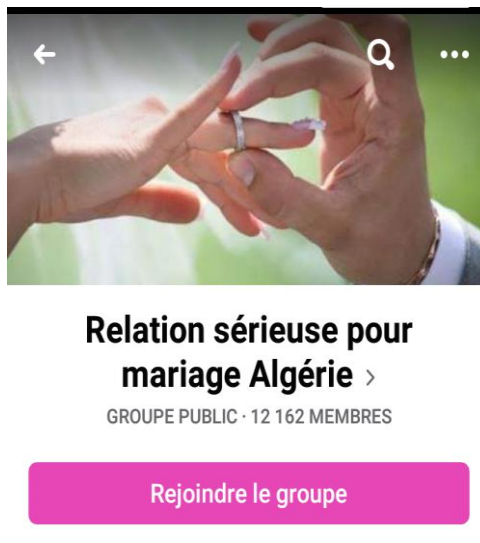 Relation sérieuse pour
mariage Algérie
GROUPE PUBLIC · 12 162 MEMBRES
Rejoindre le groupe